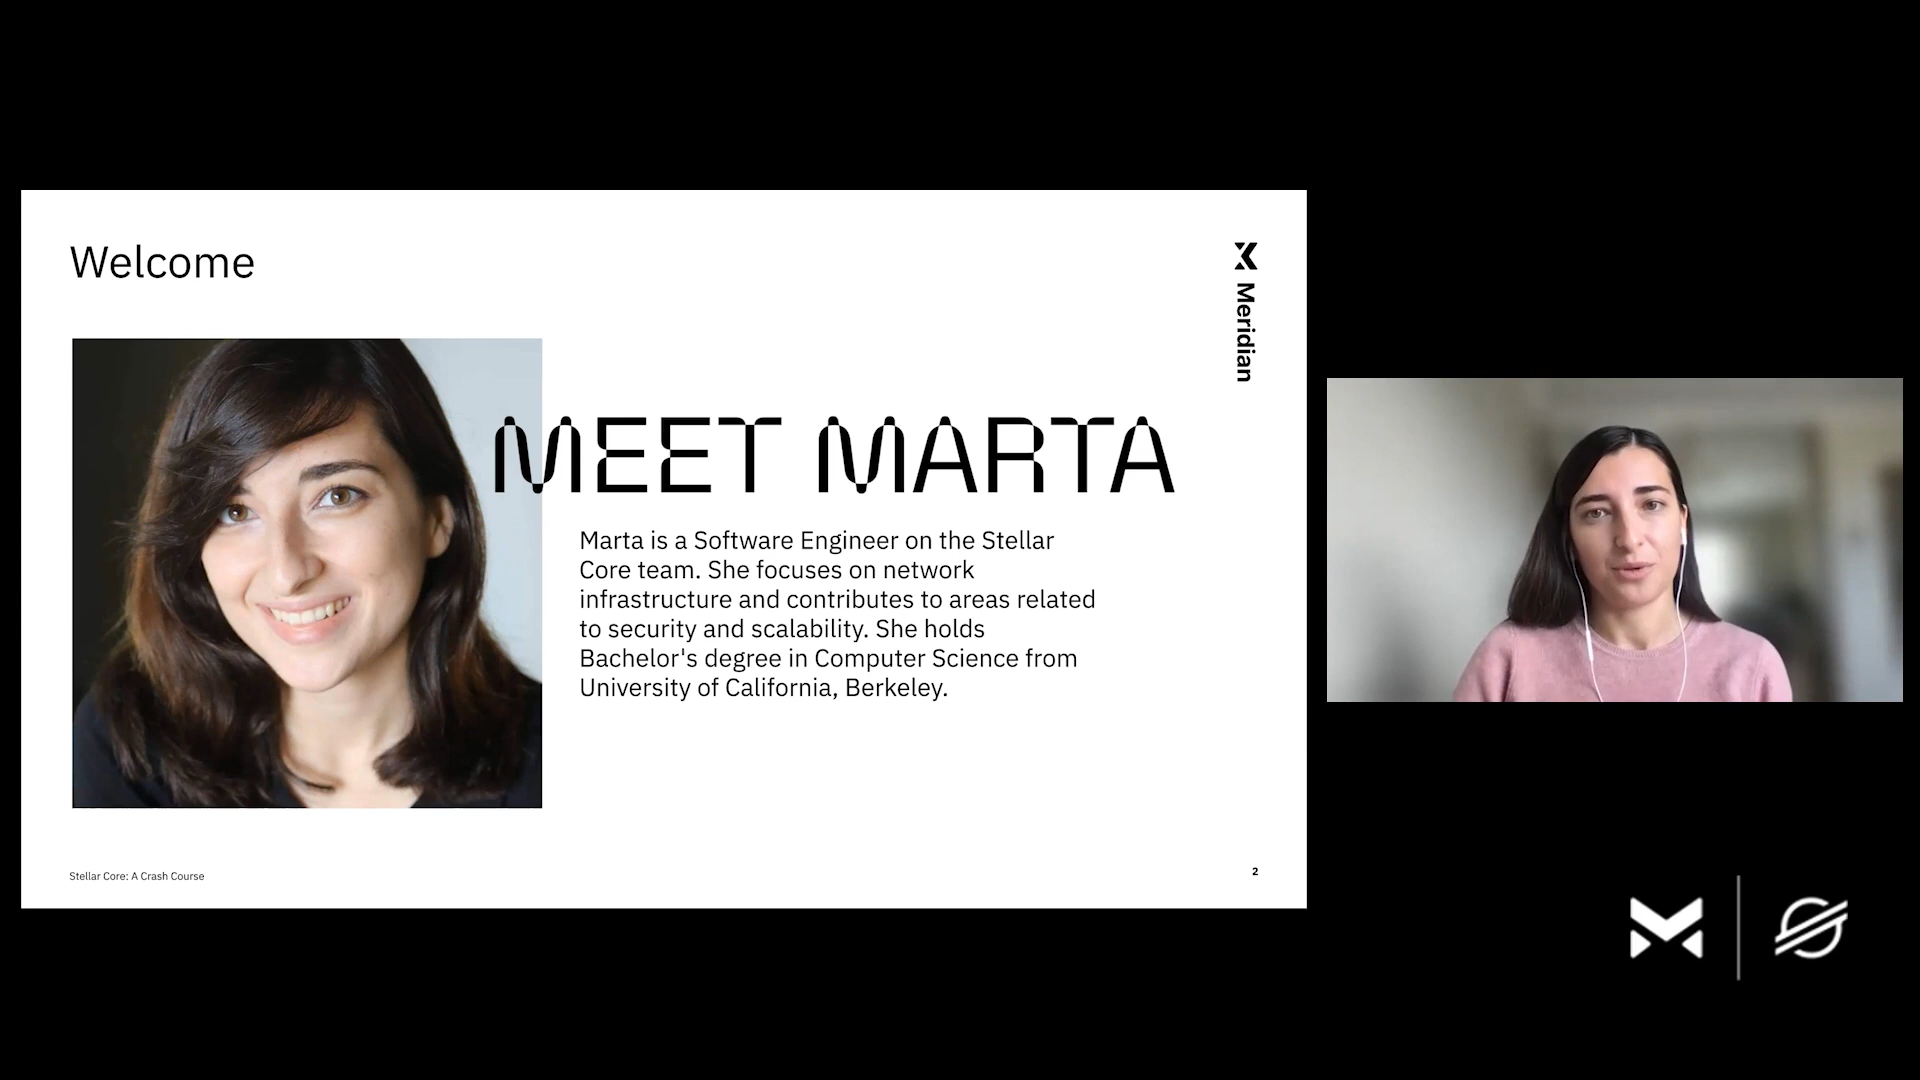 Welcome
Meridian
MEET MARTA
Marta is a Software Engineer on the Stellar
Core team. She focuses on network
infrastructure and contributes to areas related
to security and scalability. She holds
Bachelor's degree in Computer Science from
University of California, Berkeley.
Stellar Core: A Crash Course
2